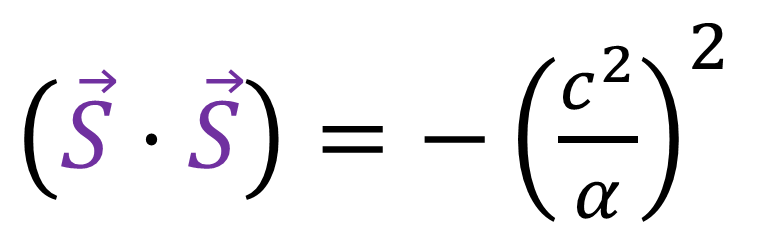 (S⃗ · S⃗) = −(c²/α)²